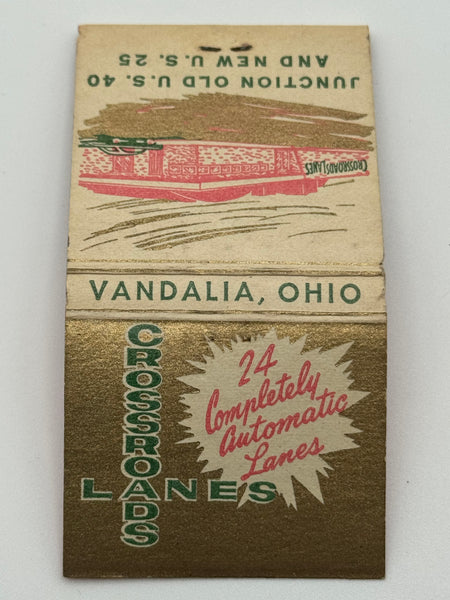 JUNCTION OLD U.S. 40
AND NEW U.S. 25
CROSSROADS LANES
VANDALIA, OHIO
CROSSROADS
LANES
24
Completely
Automatic
Lanes